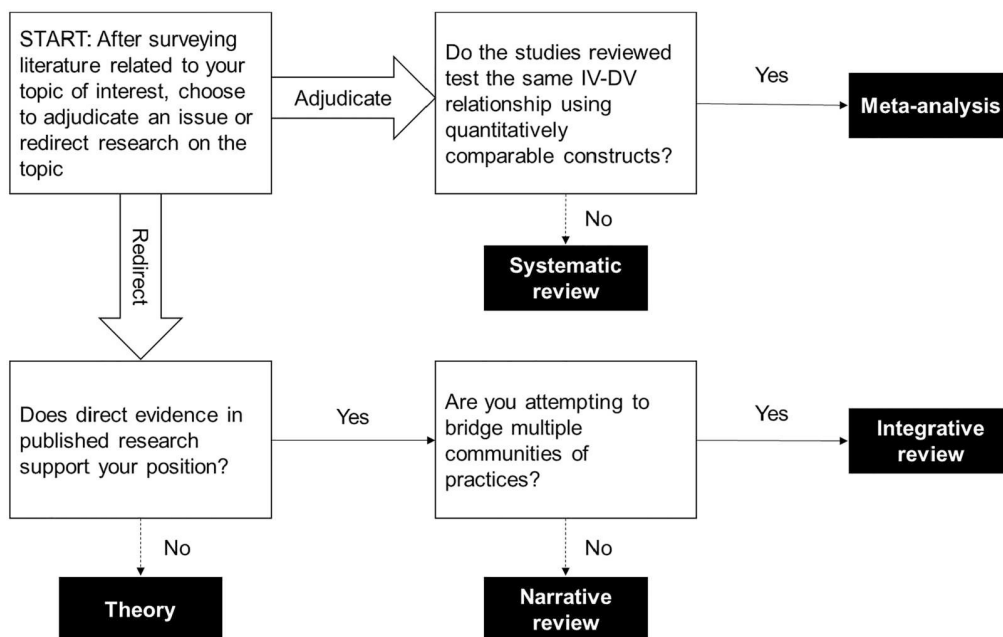 START: After surveying
literature related to your
topic of interest, choose
to adjudicate an issue or
redirect research on the
topic
Adjudicate
Do the studies reviewed
test the same IV-DV
relationship using
quantitatively
comparable constructs?
Yes
Meta-analysis
No
Systematic
review
Redirect
Does direct evidence in
published research
support your position?
Yes
Are you attempting to
bridge multiple
communities of
practices?
Yes
Integrative
review
No
Theory
No
Narrative
review